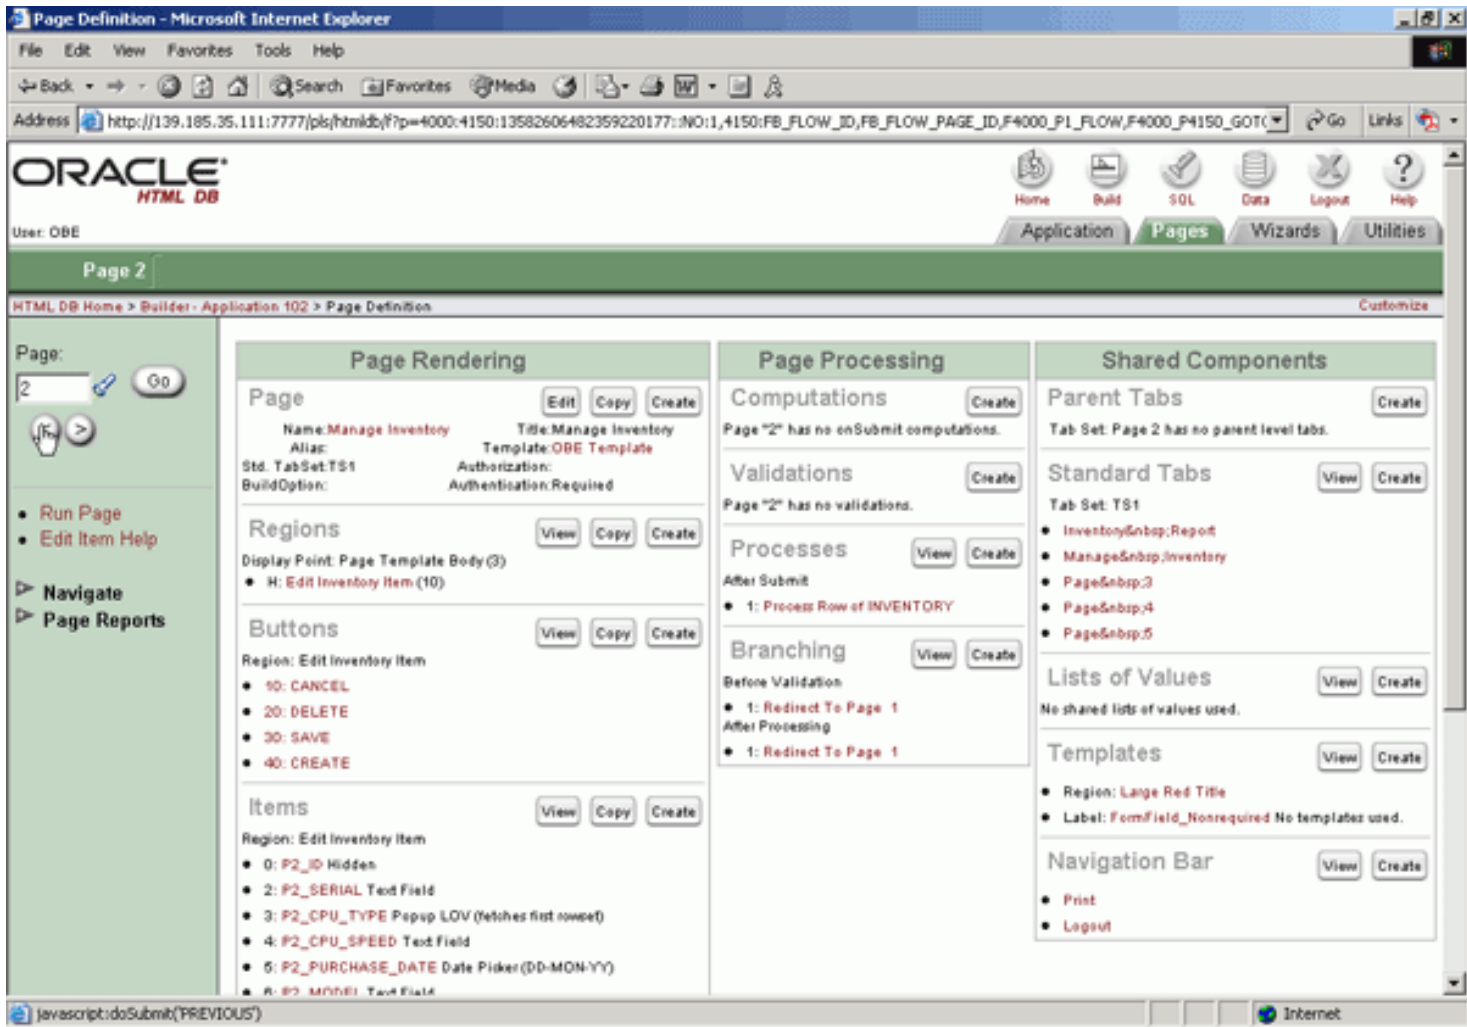 Page Definition - Microsoft Internet Explorer
File Edit View Favorites Tools Help
Back Search Favorites Media
Address http://139.185.35.111:7777/pls/htmldb/f?p=4000:4150:13582606482359220177::NO:1,4150:FB_FLOW_ID,FB_FLOW_PAGE_ID,F4000_P1_FLOW,F4000_P4150_GOTO Go Links
ORACLE
HTML DB
Home Build SQL Data Logout Help
User: OBE
Application Pages Wizards Utilities
Page 2
HTML DB Home > Builder - Application 102 > Page Definition Customize
Page:
2 Go
< >
Run Page
Edit Item Help
Navigate
Page Reports
Page Rendering
Page Edit Copy Create
Name:Manage Inventory Title:Manage Inventory
Alias: Template:OBE Template
Std. TabSet:TS1 Authorization:
BuildOption: Authentication:Required
Regions View Copy Create
Display Point: Page Template Body (3)
H: Edit Inventory Item (10)
Buttons View Copy Create
Region: Edit Inventory Item
10: CANCEL
20: DELETE
30: SAVE
40: CREATE
Items View Copy Create
Region: Edit Inventory Item
0: P2_ID Hidden
2: P2_SERIAL Text Field
3: P2_CPU_TYPE Popup LOV (fetches first rowset)
4: P2_CPU_SPEED Text Field
5: P2_PURCHASE_DATE Date Picker (DD-MON-YY)
6: P2_MODEL Text Field
Page Processing
Computations Create
Page "2" has no onSubmit computations.
Validations Create
Page "2" has no validations.
Processes View Create
After Submit
1: Process Row of INVENTORY
Branching View Create
Before Validation
1: Redirect To Page 1
After Processing
1: Redirect To Page 1
Shared Components
Parent Tabs Create
Tab Set: Page 2 has no parent level tabs.
Standard Tabs View Create
Tab Set: TS1
Inventory&nbsp;Report
Manage&nbsp;Inventory
Page&nbsp;3
Page&nbsp;4
Page&nbsp;5
Lists of Values View Create
No shared lists of values used.
Templates View Create
Region: Large Red Title
Label: FormField_Nonrequired No templates used.
Navigation Bar View Create
Print
Logout
javascript:doSubmit('PREVIOUS') Internet